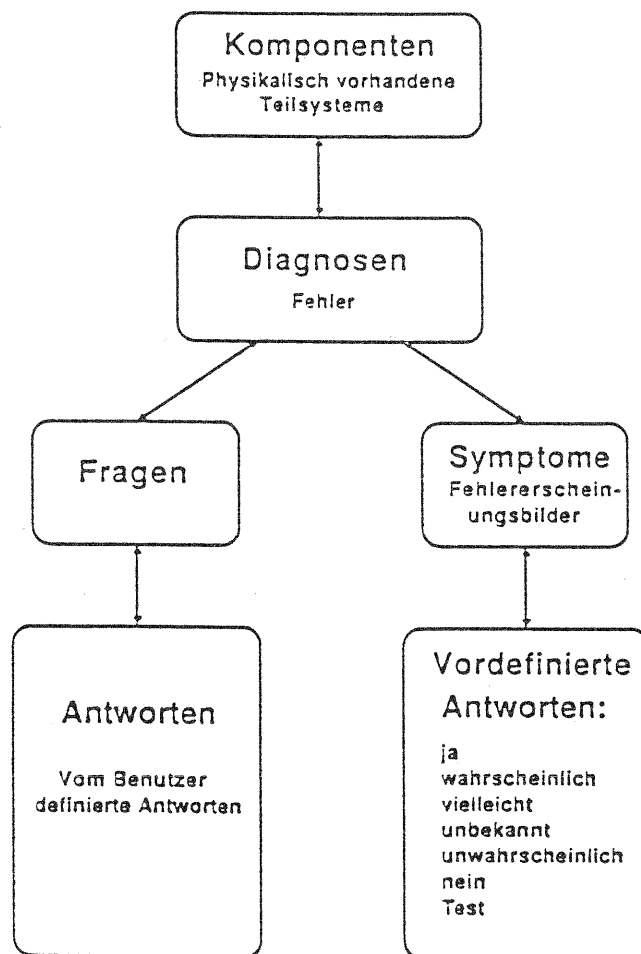 Komponenten
Physikalisch vorhandene
Teilsysteme
Diagnosen
Fehler
Fragen
Symptome
Fehlererschein-
ungsbilder
Antworten
Vom Benutzer
definierte Antworten
Vordefinierte
Antworten:
ja
wahrscheinlich
vielleicht
unbekannt
unwahrscheinlich
nein
Test